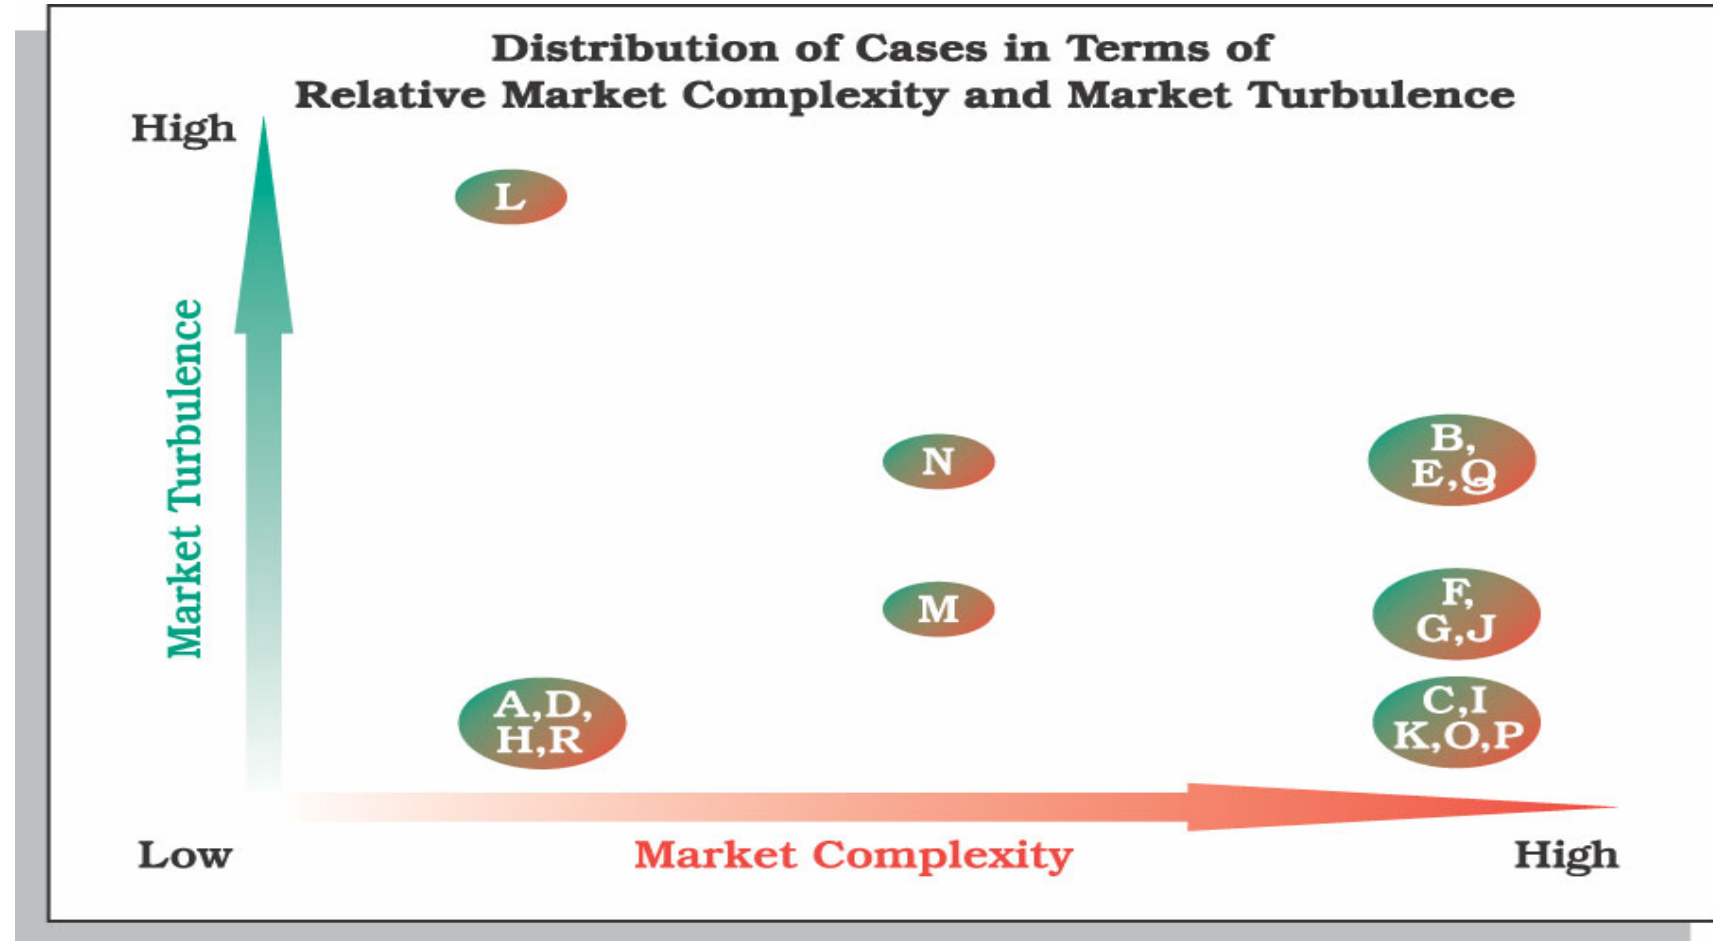 Distribution of Cases in Terms of
Relative Market Complexity and Market Turbulence
High
L
Market Turbulence
N
B,
E,Q
M
F,
G,J
A,D,
H,R
C,I
K,O,P
Low
Market Complexity
High